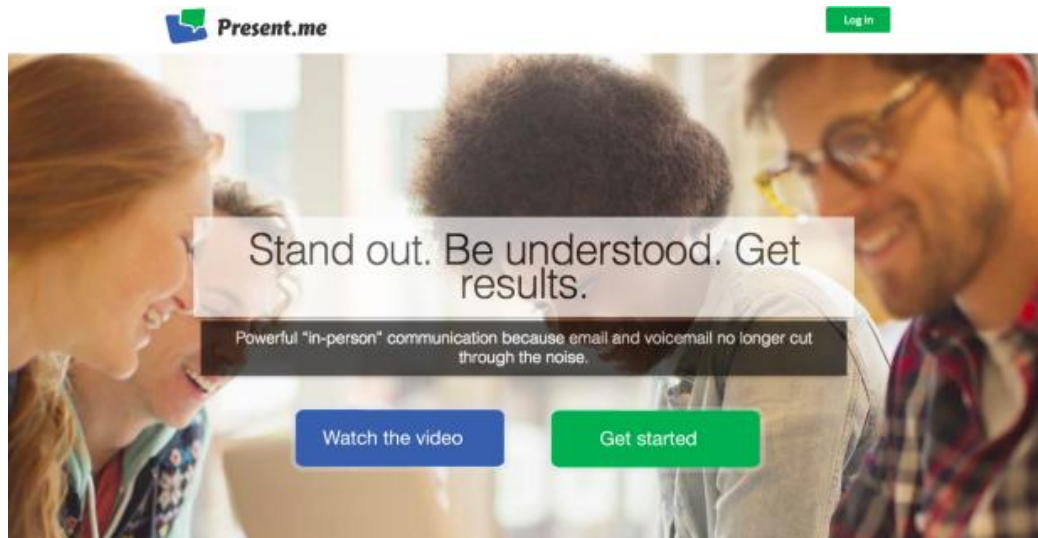 Present.me
Log in
Stand out. Be understood. Get
results.
Powerful "in-person" communication because email and voicemail no longer cut
through the noise.
Watch the video
Get started